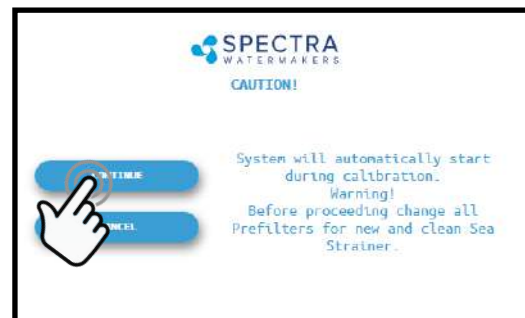 SPECTRA
WATERMAKERS
CAUTION!
System will automatically start
during calibration.
Warning!
Before proceeding change all
Prefilters for new and clean Sea
Strainer.